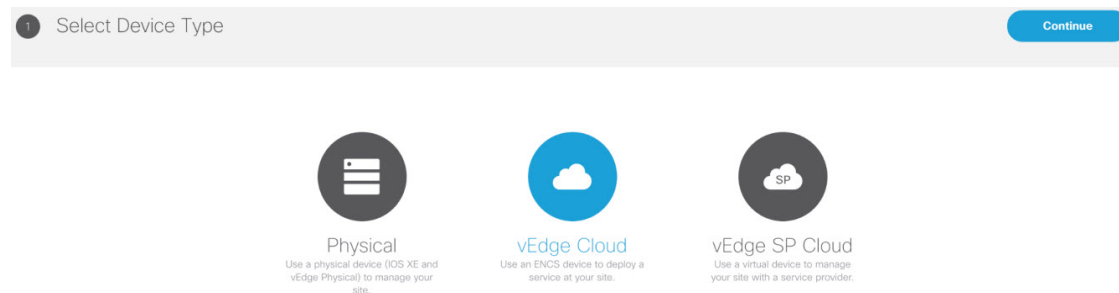 1 Select Device Type
Continue
SP
Physical
Use a physical device (IOS XE and
vEdge Physical) to manage your
site.
vEdge Cloud
Use an ENCS device to deploy a
service at your site.
vEdge SP Cloud
Use a virtual device to manage
your site with a service provider.